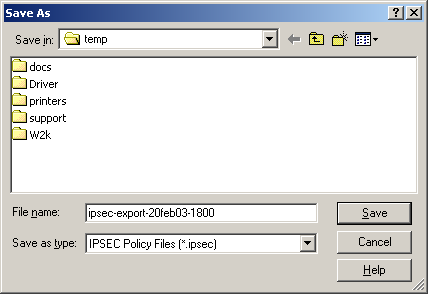 Save As
Save in: temp
docs
Driver
printers
support
W2k
File name: ipsec-export-20feb03-1800 Save
Save as type: IPSEC Policy Files (*.ipsec) Cancel
Help